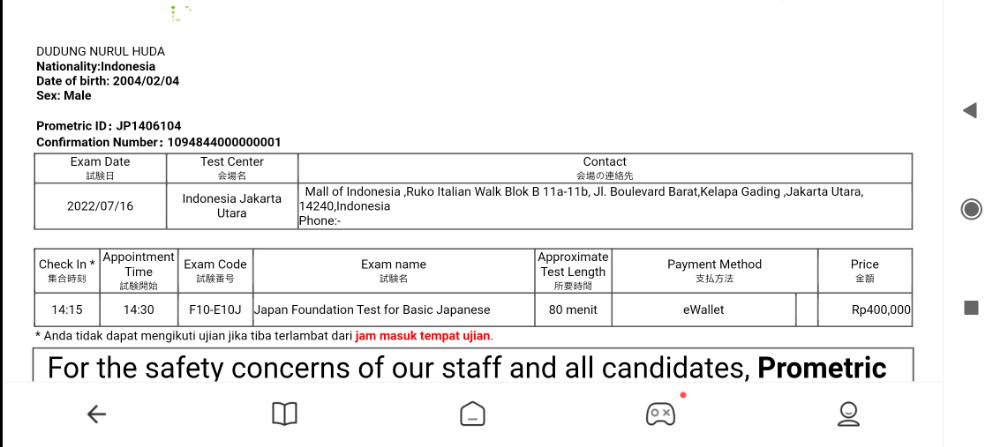 DUDUNG NURUL HUDA
Nationality:Indonesia
Date of birth: 2004/02/04
Sex: Male
Prometric ID: JP1406104
Confirmation Number: 1094844000000001
Exam Date
試験日
Test Center
会場名
Contact
会場の連絡先
2022/07/16
Indonesia Jakarta
Utara
Mall of Indonesia ,Ruko Italian Walk Blok B 11a-11b, Jl. Boulevard Barat,Kelapa Gading ,Jakarta Utara,
14240,Indonesia
Phone:-
Check In *
集合時刻
Appointment
Time
試験開始
Exam Code
試験番号
Exam name
試験名
Approximate
Test Length
所要時間
Payment Method
支払方法
Price
金額
14:15
14:30
F10-E10J
Japan Foundation Test for Basic Japanese
80 menit
eWallet
Rp400,000
* Anda tidak dapat mengikuti ujian jika tiba terlambat dari jam masuk tempat ujian.
For the safety concerns of our staff and all candidates, Prometric